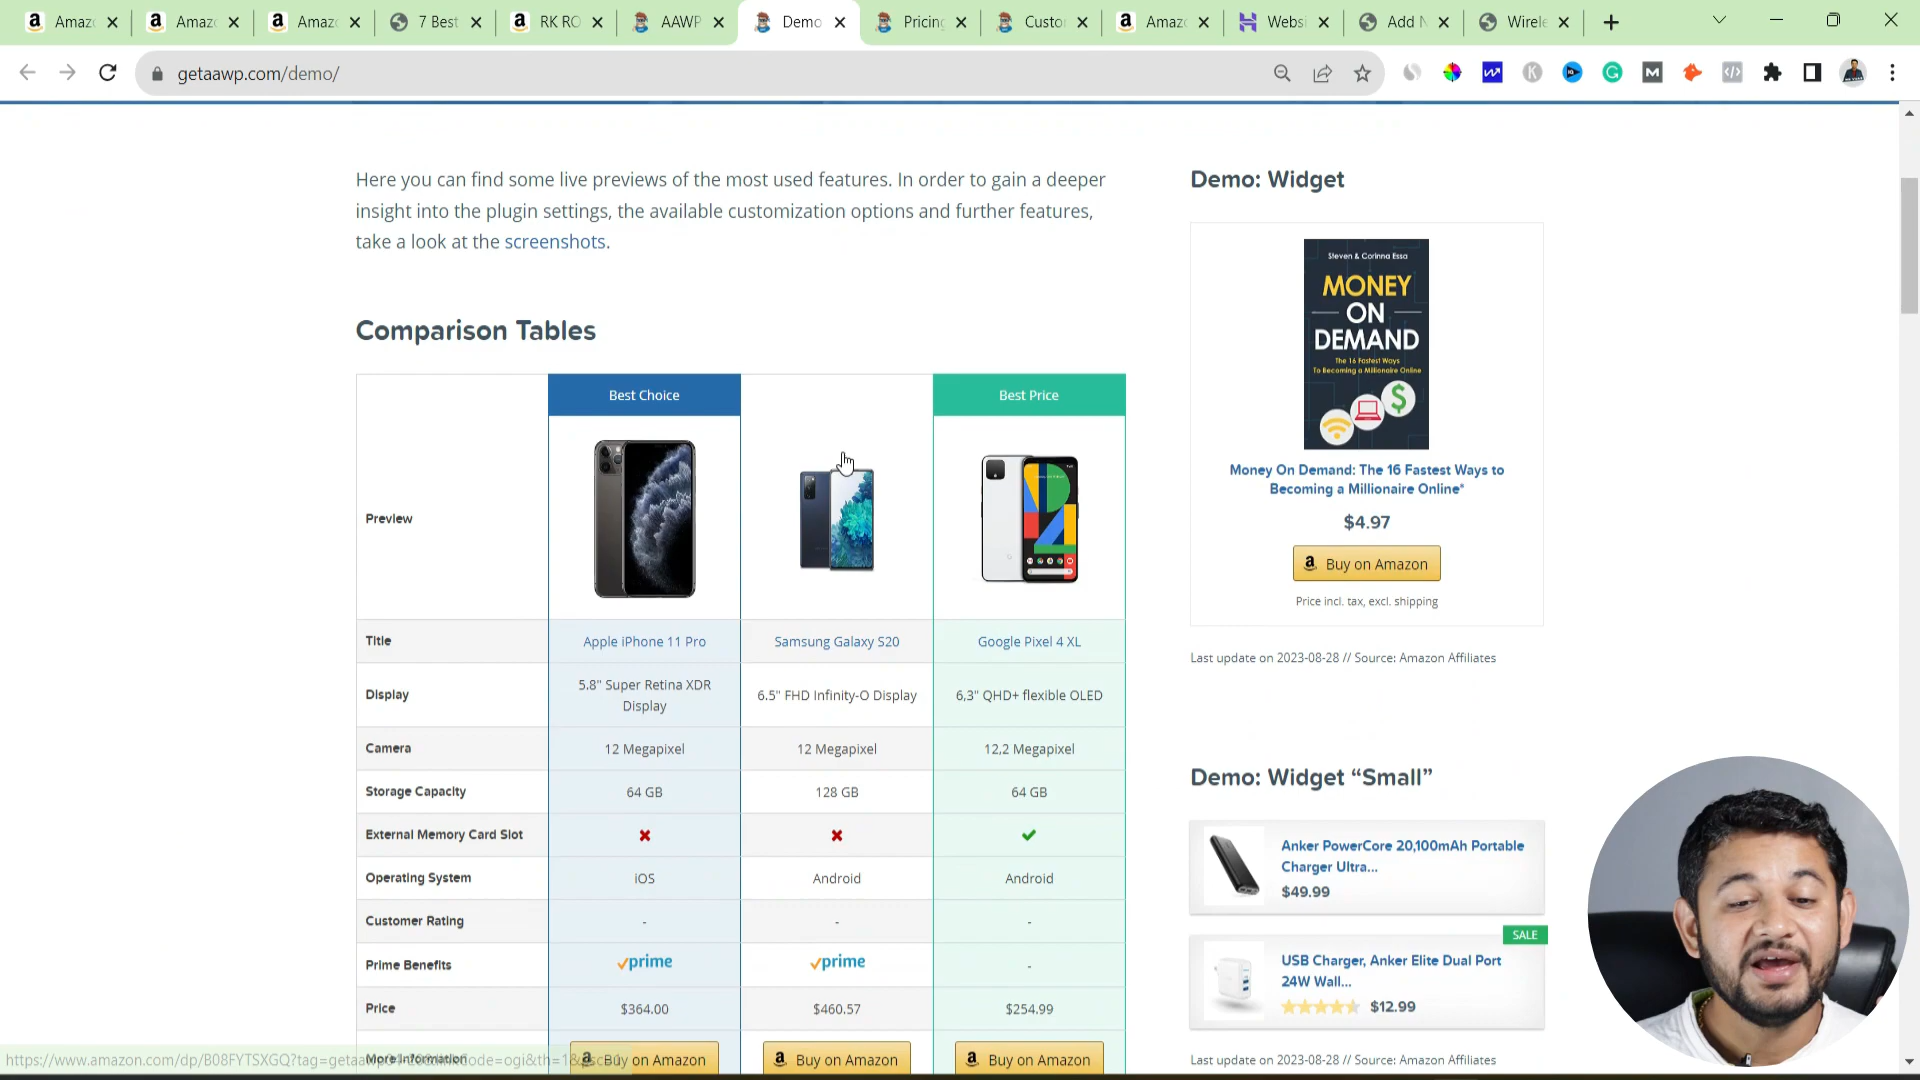 Amaz
Amaz
Amaz
7 Best
RK RO
AAWP
Demo
Pricing
Custo
Amaz
Websi
Add N
Wirele
getaawp.com/demo/
Here you can find some live previews of the most used features. In order to gain a deeper
insight into the plugin settings, the available customization options and further features,
take a look at the screenshots.
Comparison Tables
Best Choice
Best Price
Preview
Title
Apple iPhone 11 Pro
Samsung Galaxy S20
Google Pixel 4 XL
Display
5.8" Super Retina XDR
Display
6.5" FHD Infinity-O Display
6,3" QHD+ flexible OLED
Camera
12 Megapixel
12 Megapixel
12,2 Megapixel
Storage Capacity
64 GB
128 GB
64 GB
External Memory Card Slot
Operating System
iOS
Android
Android
Customer Rating
-
-
-
Prime Benefits
prime
prime
-
Price
$364.00
$460.57
$254.99
More Information
Buy on Amazon
Buy on Amazon
Buy on Amazon
Demo: Widget
Steven & Corinna Essa
MONEY
ON
DEMAND
The 16 Fastest Ways
To Becoming a Millionaire Online
Money On Demand: The 16 Fastest Ways to
Becoming a Millionaire Online*
$4.97
Buy on Amazon
Price incl. tax, excl. shipping
Last update on 2023-08-28 // Source: Amazon Affiliates
Demo: Widget “Small”
Anker PowerCore 20,100mAh Portable
Charger Ultra...
$49.99
SALE
USB Charger, Anker Elite Dual Port
24W Wall...
$12.99
Last update on 2023-08-28 // Source: Amazon Affiliates